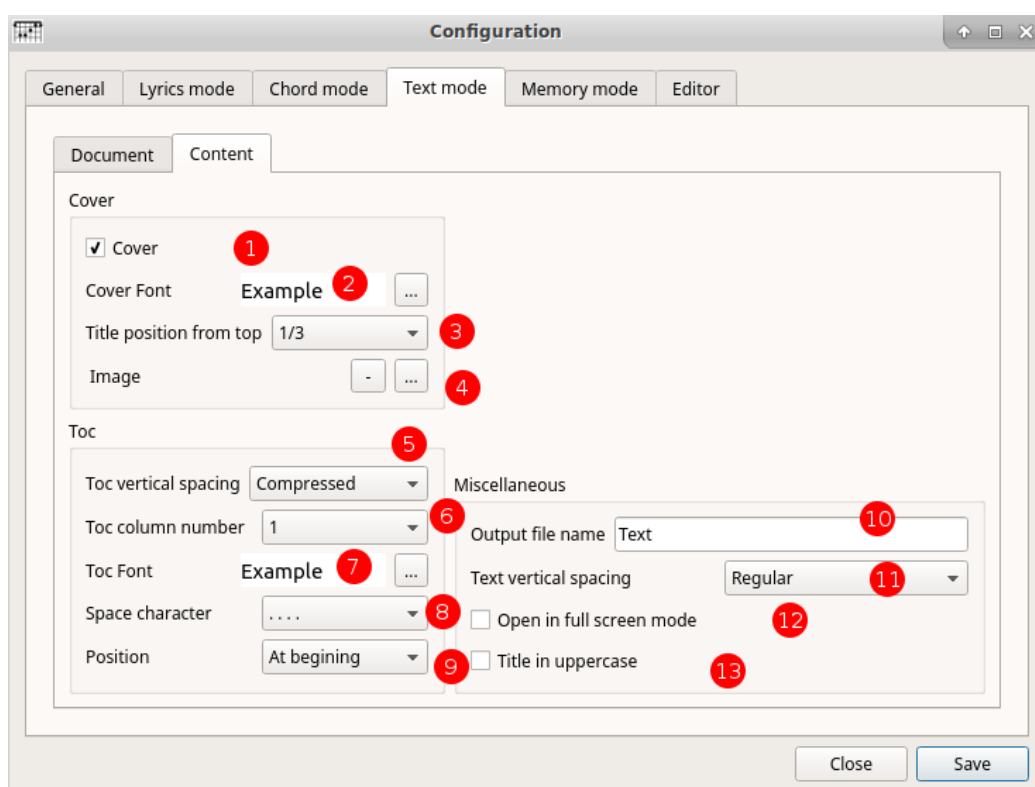 Configuration
General Lyrics mode Chord mode Text mode Memory mode Editor
Document Content
Cover
Cover 1
Cover Font Example 2 ...
Title position from top 1/3 3
Image - ... 4
Toc
5
Toc vertical spacing Compressed
Toc column number 1 6
Toc Font Example 7 ...
Space character .... 8
Position At begining 9
Miscellaneous
Output file name Text 10
Text vertical spacing Regular 11
Open in full screen mode 12
Title in uppercase 13
Close Save